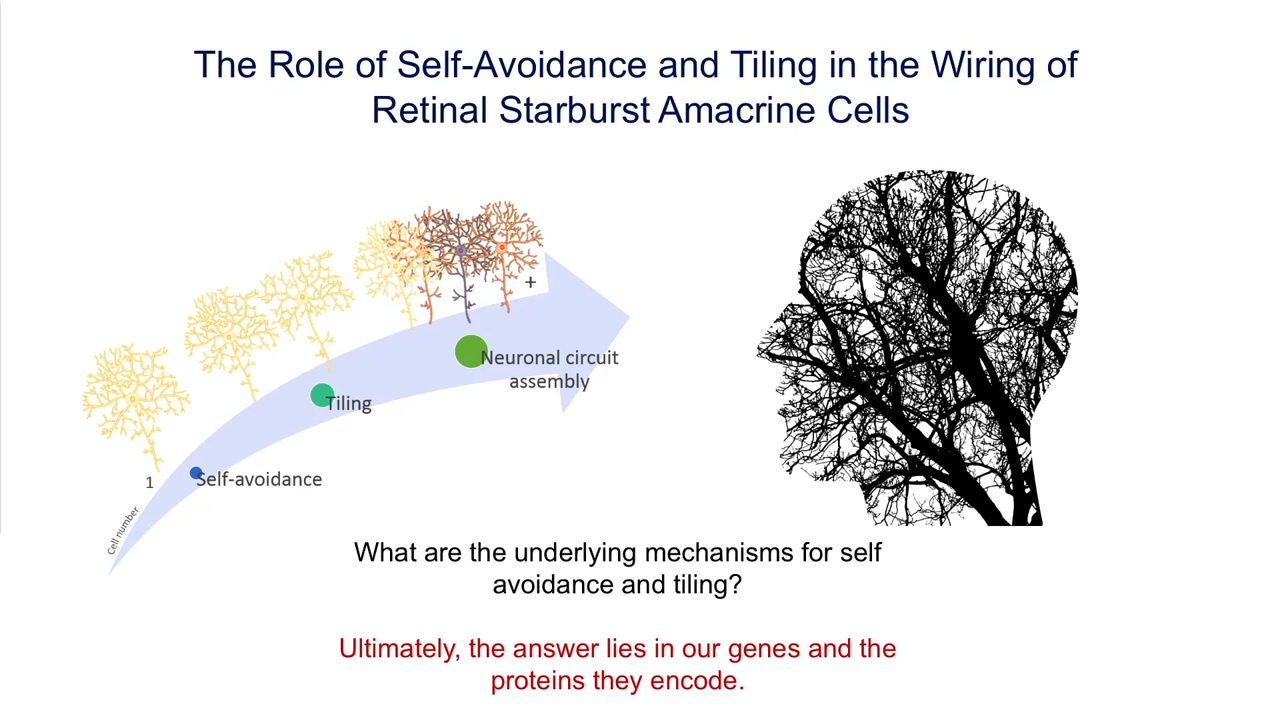 The Role of Self-Avoidance and Tiling in the Wiring of
Retinal Starburst Amacrine Cells
+
Neuronal circuit
assembly
Tiling
Self-avoidance
1
Cell number
What are the underlying mechanisms for self
avoidance and tiling?
Ultimately, the answer lies in our genes and the
proteins they encode.